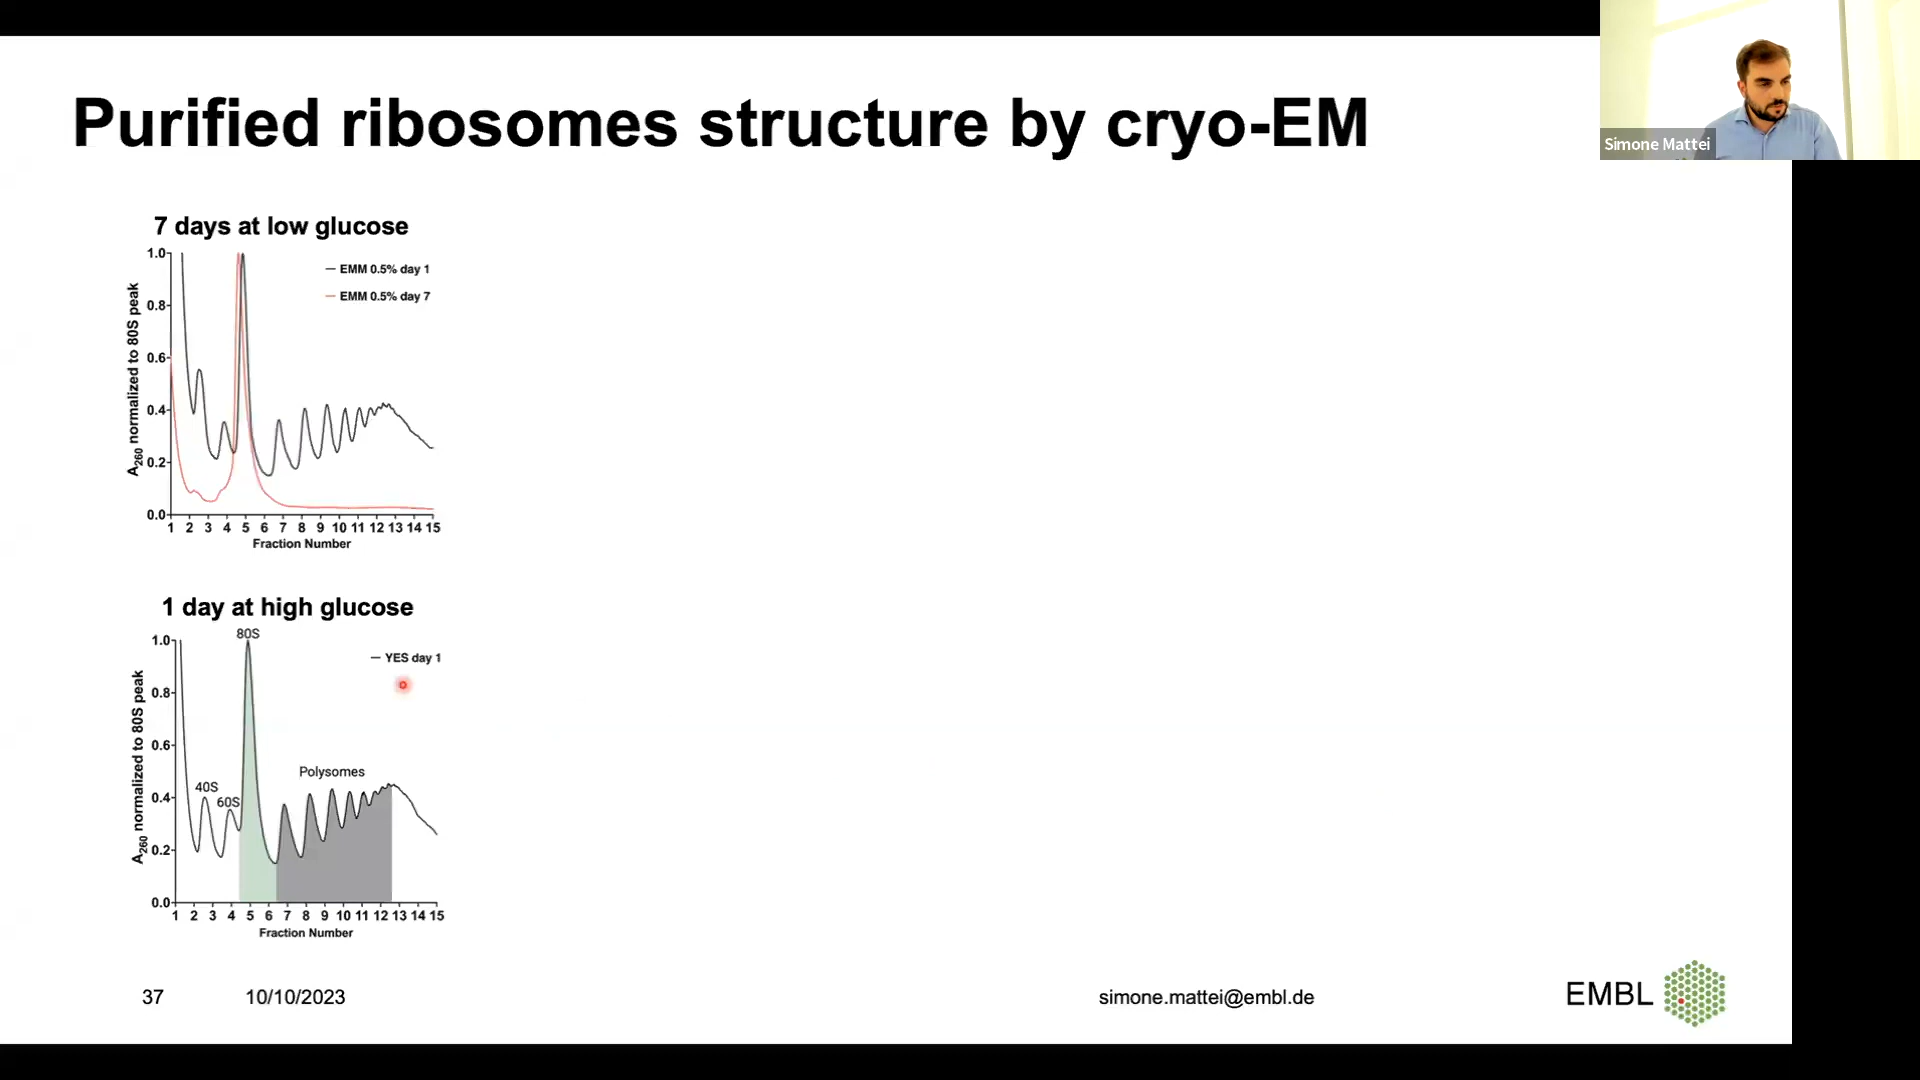 Purified ribosomes structure by cryo-EM
Simone Mattei
7 days at low glucose
1.0
0.8
0.6
0.4
0.2
0.0
A260 normalized to 80S peak
EMM 0.5% day 1
EMM 0.5% day 7
1 2 3 4 5 6 7 8 9 10 11 12 13 14 15
Fraction Number
1 day at high glucose
80S
1.0
0.8
0.6
0.4
0.2
0.0
A260 normalized to 80S peak
YES day 1
Polysomes
40S
60S
1 2 3 4 5 6 7 8 9 10 11 12 13 14 15
Fraction Number
37
10/10/2023
simone.mattei@embl.de
EMBL